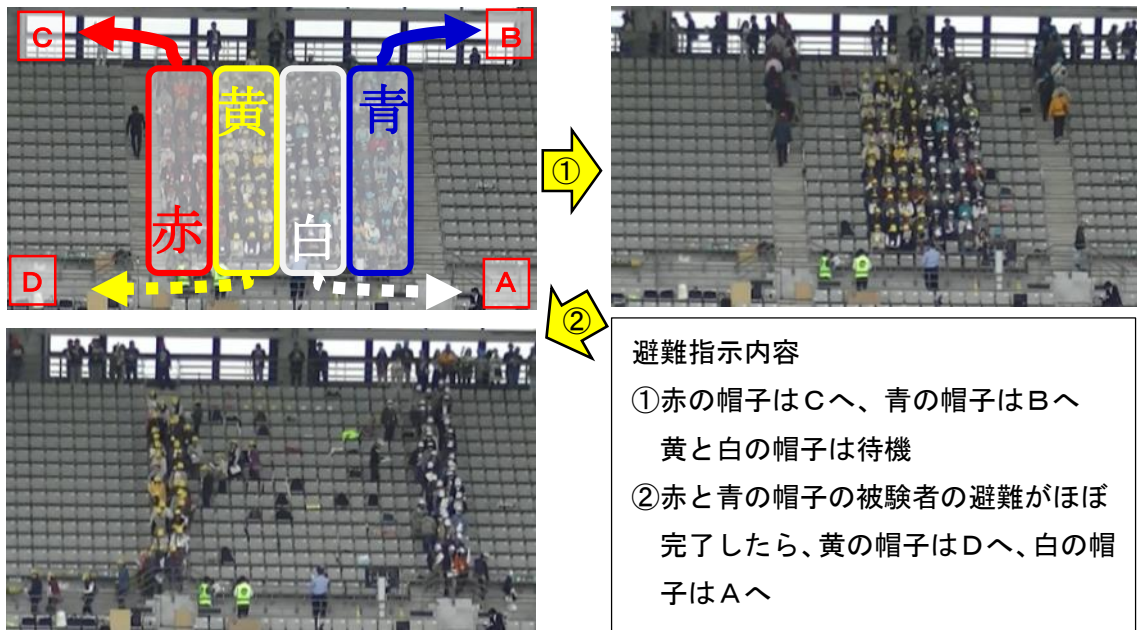 C
B
黄
青
赤
白
D
A
①
②
避難指示内容
①赤の帽子はCへ、青の帽子はBへ
黄と白の帽子は待機
②赤と青の帽子の被験者の避難がほぼ
完了したら、黄の帽子はDへ、白の帽
子はAへ